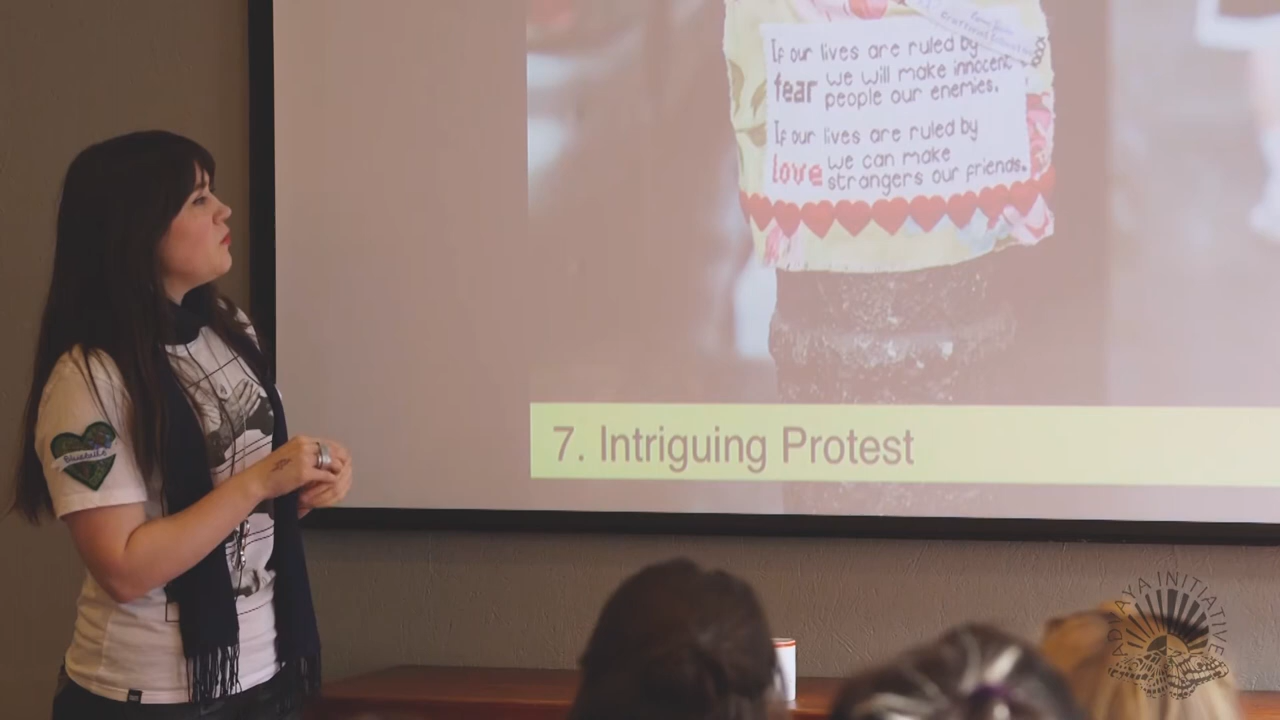 If our lives are ruled by
fear we will make innocent
people our enemies.
If our lives are ruled by
love we can make
strangers our friends.
7. Intriguing Protest
ADVAYA INITIATIVE